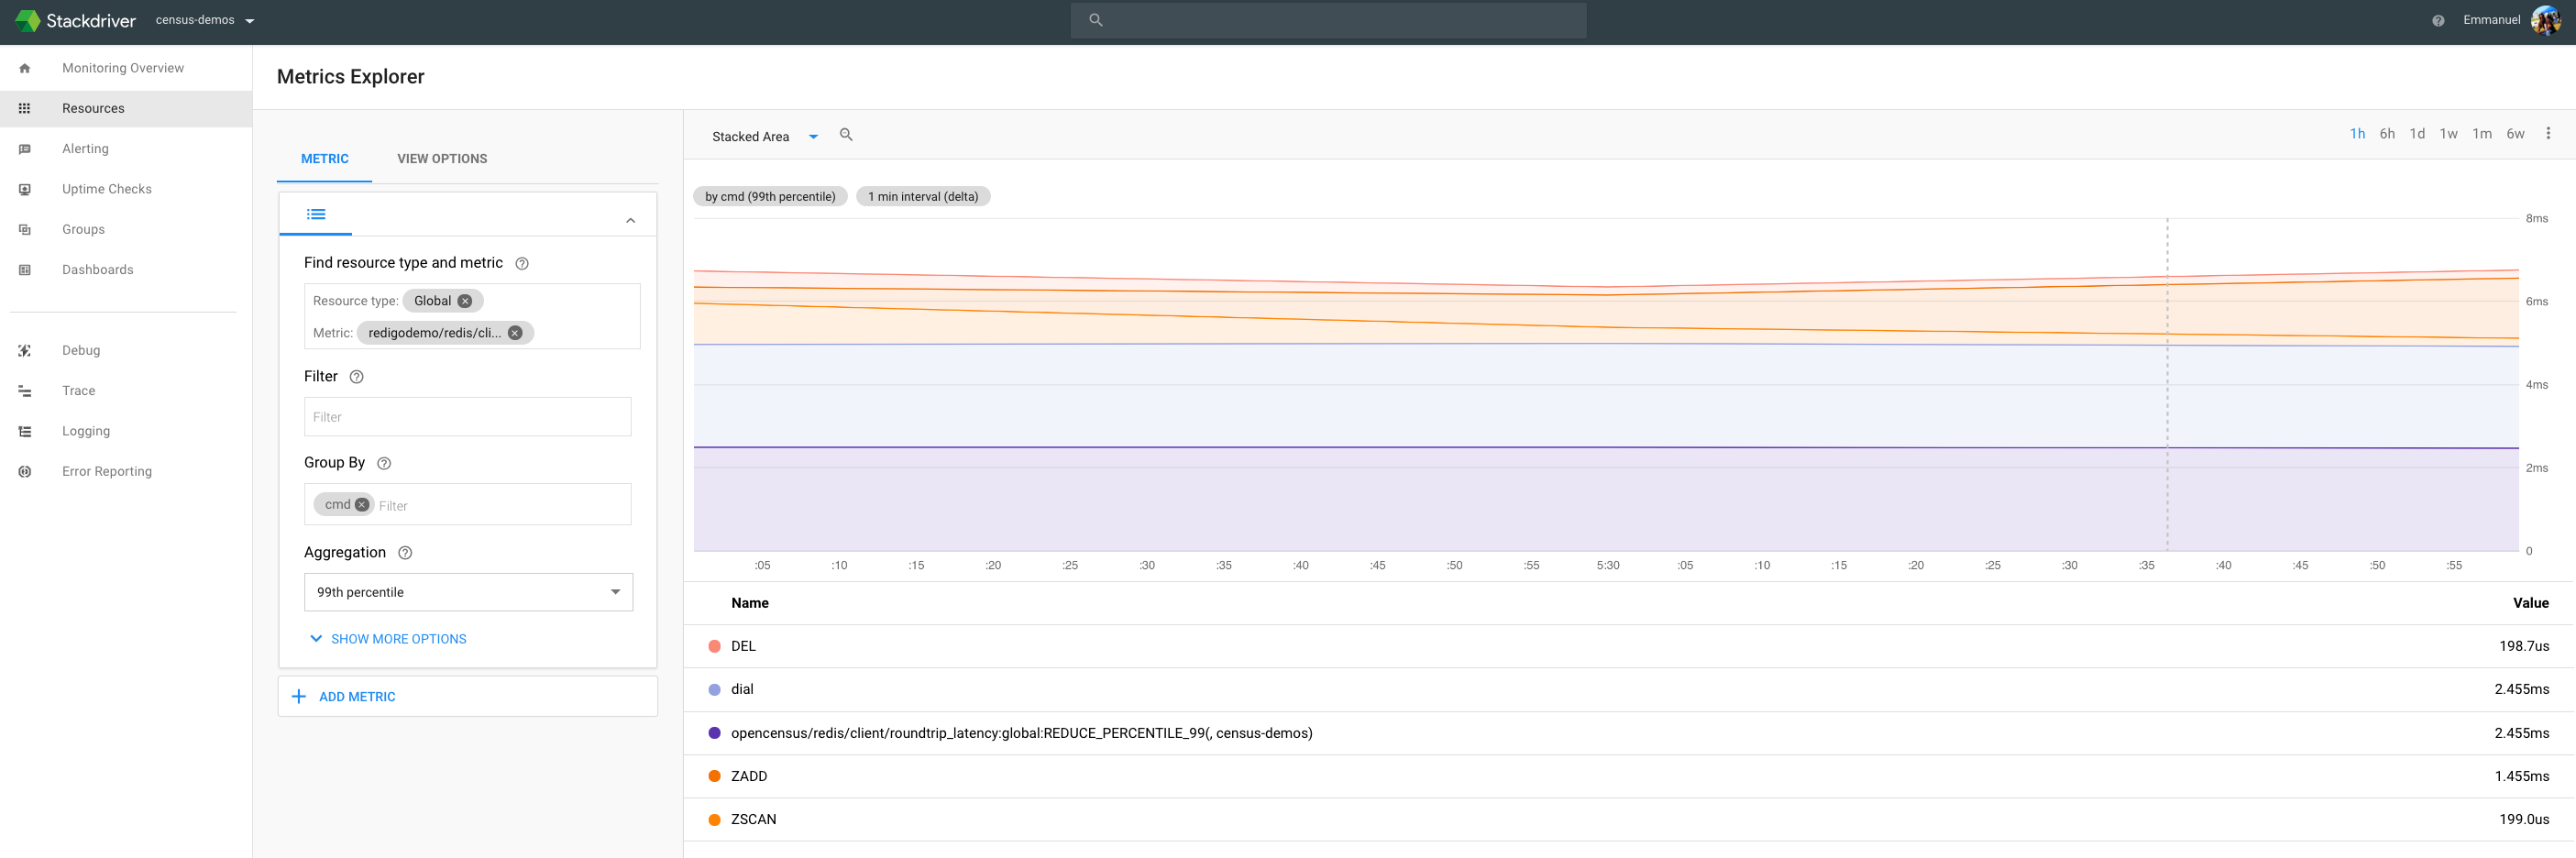 Stackdriver census-demos Emmanuel
Monitoring Overview
Resources
Alerting
Uptime Checks
Groups
Dashboards
Debug
Trace
Logging
Error Reporting
Metrics Explorer
METRIC VIEW OPTIONS
Find resource type and metric
Resource type: Global
Metric: redigodemo/redis/cli...
Filter
Filter
Group By
cmd Filter
Aggregation
99th percentile
SHOW MORE OPTIONS
ADD METRIC
Stacked Area 1h 6h 1d 1w 1m 6w
by cmd (99th percentile) 1 min interval (delta)
8ms
6ms
4ms
2ms
0
:05 :10 :15 :20 :25 :30 :35 :40 :45 :50 :55 5:30 :05 :10 :15 :20 :25 :30 :35 :40 :45 :50 :55
Name Value
DEL 198.7us
dial 2.455ms
opencensus/redis/client/roundtrip_latency:global:REDUCE_PERCENTILE_99(, census-demos) 2.455ms
ZADD 1.455ms
ZSCAN 199.0us